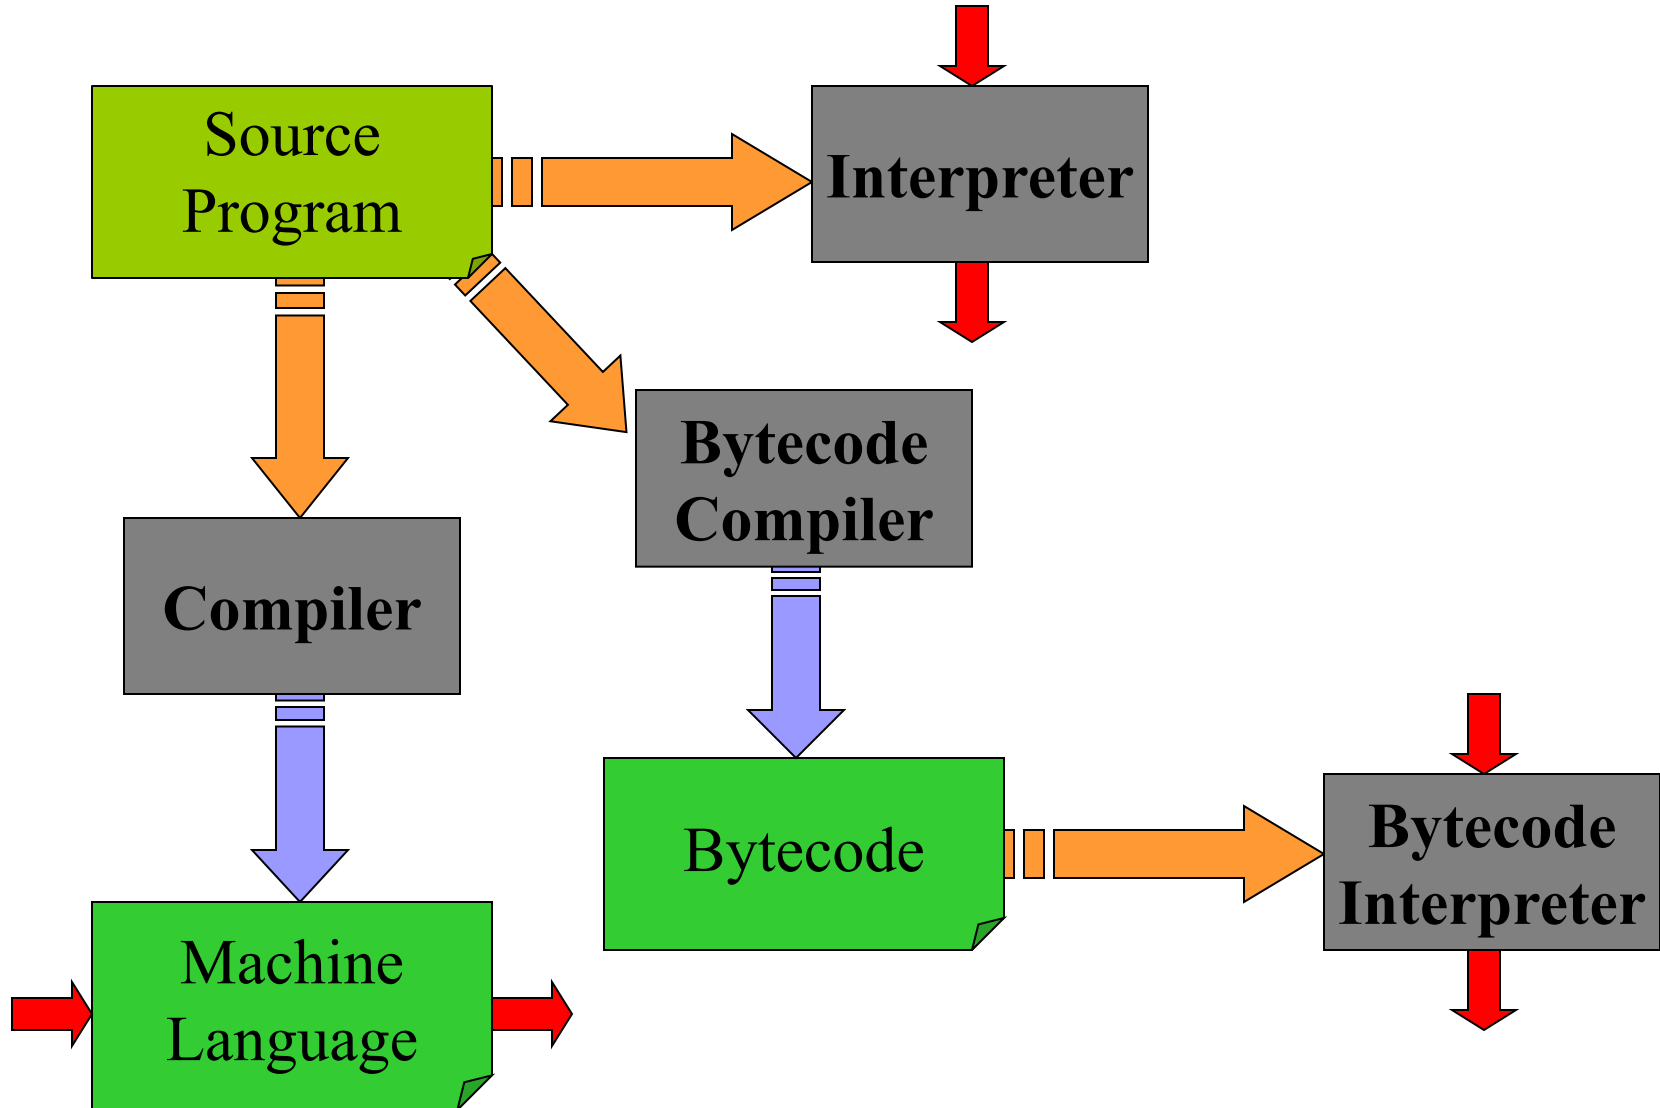 Source
Program
Interpreter
Bytecode
Compiler
Compiler
Bytecode
Bytecode
Interpreter
Machine
Language